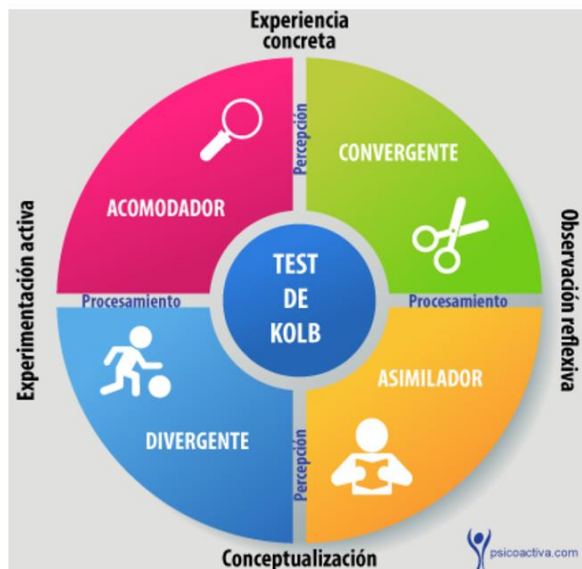 Experiencia
concreta
Percepción
CONVERGENTE
ACOMODADOR
Experimentación activa
Observación reflexiva
TEST
DE
KOLB
Procesamiento
Procesamiento
ASIMILADOR
DIVERGENTE
Percepción
Conceptualización
psicoactiva.com